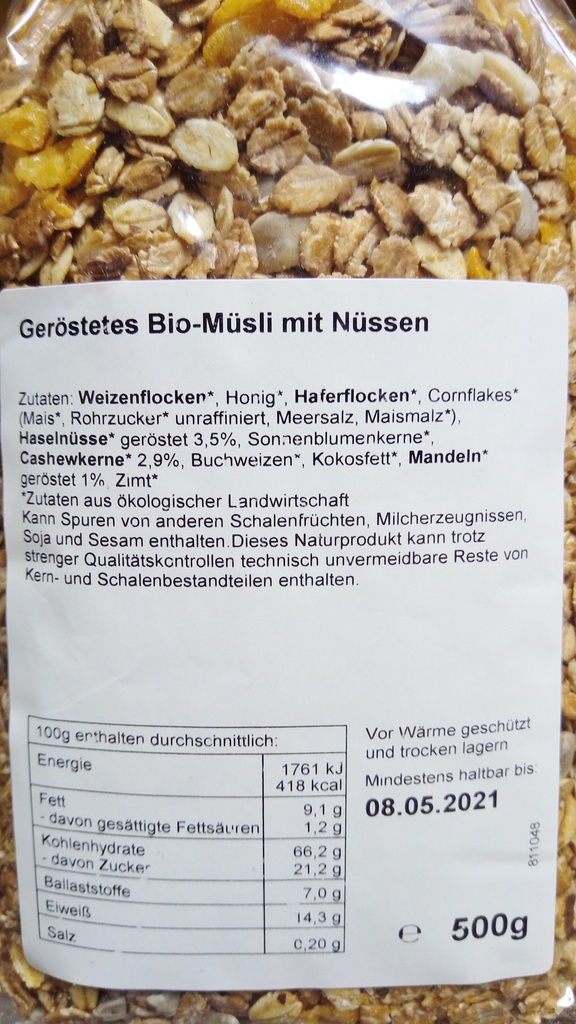 Geröstetes Bio-Müsli mit Nüssen
Zutaten: Weizenflocken*, Honig*, Haferflocken*, Cornflakes*
(Mais*, Rohrzucker* unraffiniert, Meersalz, Maismalz*),
Haselnüsse* geröstet 3,5%, Sonnenblumenkerne*,
Cashewkerne* 2,9%, Buchweizen*, Kokosfett*, Mandeln*
geröstet 1%, Zimt*
*Zutaten aus ökologischer Landwirtschaft
Kann Spuren von anderen Schalenfrüchten, Milcherzeugnissen,
Soja und Sesam enthalten.Dieses Naturprodukt kann trotz
strenger Qualitätskontrollen technisch unvermeidbare Reste von
Kern- und Schalenbestandteilen enthalten.
100g enthalten durchschnittlich:
Energie 1761 kJ
418 kcal
Fett 9,1 g
- davon gesättigte Fettsäuren 1,2 g
Kohlenhydrate 66,2 g
- davon Zucker 21,2 g
Ballaststoffe 7,0 g
Eiweiß 14,3 g
Salz 0,20 g
Vor Wärme geschützt
und trocken lagern
Mindestens haltbar bis:
08.05.2021
811048
e 500g